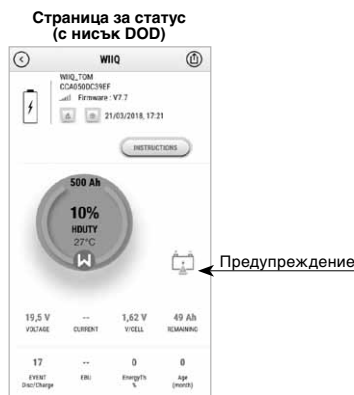 Страница за статус
(с нисък DOD)
WIIQ
WIIQ_TOM
CCA050DC39EF
Firmware : V7.7
21/03/2018, 17:21
INSTRUCTIONS
500 Ah
10%
HDUTY
27°C
Предупреждение
19,5 V -- 1,62 V 49 Ah
VOLTAGE CURRENT V/CELL REMAINING
17 -- 0 0
EVENT EBU EnergyTh Age
Disc/Charge % (month)